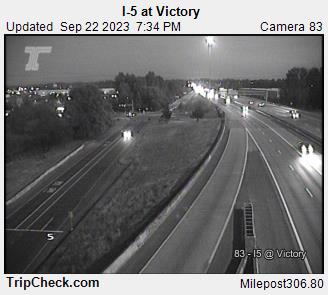 I-5 at Victory
Updated Sep 22 2023 7:34 PM Camera 83
T
5
83 - I5 @ Victory
TripCheck.com Milepost306.80